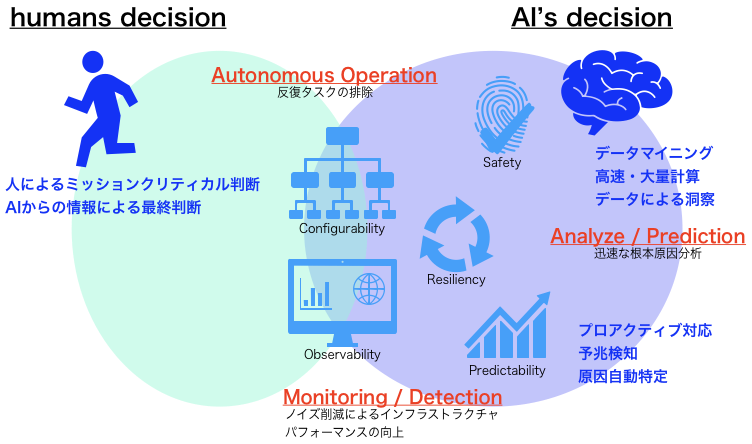 humans decision
AI's decision
Autonomous Operation
反復タスクの排除
人によるミッションクリティカル判断
AIからの情報による最終判断
Configurability
Observability
Safety
Resiliency
Predictability
データマイニング
高速・大量計算
データによる洞察
Analyze / Prediction
迅速な根本原因分析
プロアクティブ対応
予兆検知
原因自動特定
Monitoring / Detection
ノイズ削減によるインフラストラクチャ
パフォーマンスの向上